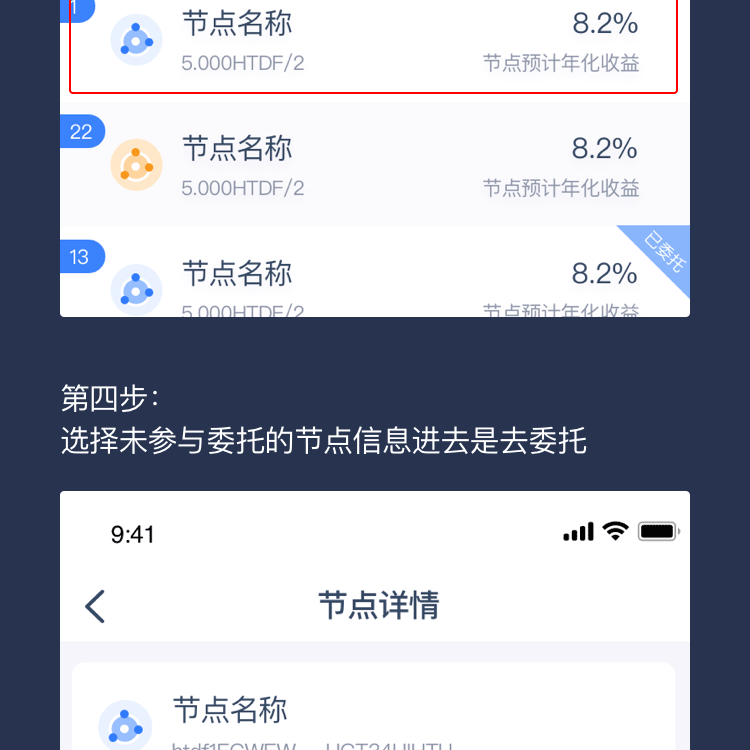 1
节点名称
8.2%
5.000HTDF/2
节点预计年化收益
22
节点名称
8.2%
5.000HTDF/2
节点预计年化收益
已委托
13
节点名称
8.2%
5.000HTDF/2
节点预计年化收益
第四步：
选择未参与委托的节点信息进去是去委托
9:41
节点详情
节点名称